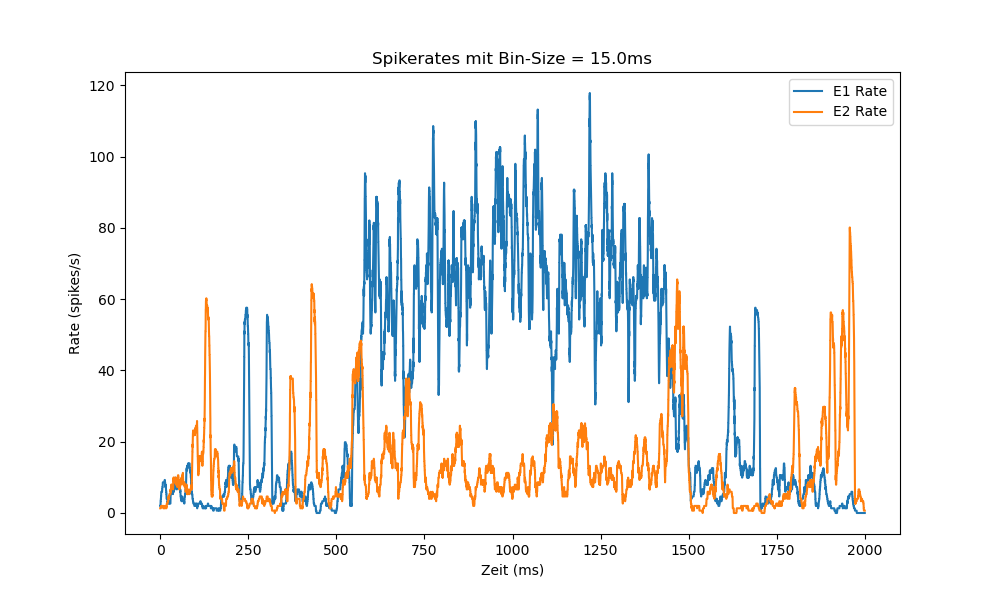 Spikerates mit Bin-Size = 15.0ms
E1 Rate
E2 Rate
120
100
80
60
40
20
0
Rate (spikes/s)
0 250 500 750 1000 1250 1500 1750 2000
Zeit (ms)